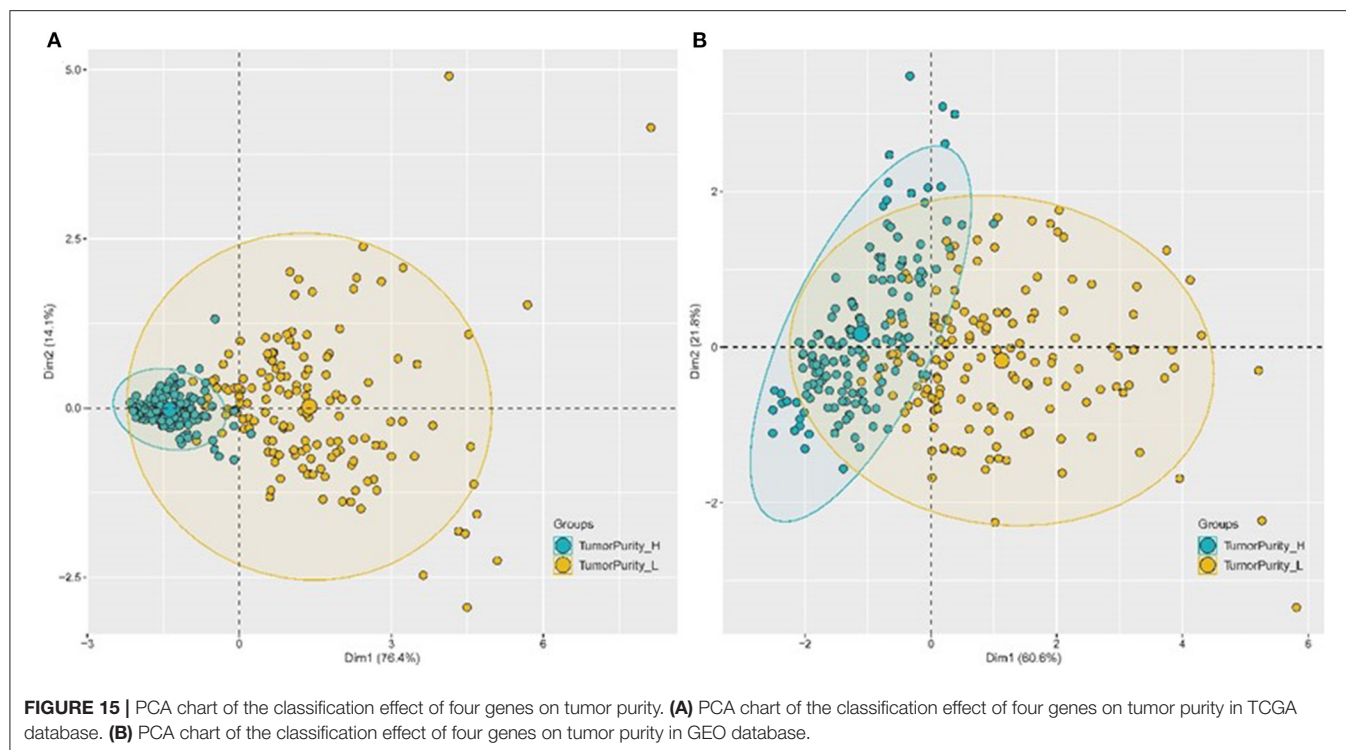 A
5.0
2.5
0.0
−2.5
Dim2 (14.1%)
−3
0
3
6
Dim1 (76.4%)
Groups
TumorPurity_H
TumorPurity_L
B
2
0
−2
Dim2 (21.8%)
−2
0
2
4
6
Dim1 (60.6%)
Groups
TumorPurity_H
TumorPurity_L
FIGURE 15 | PCA chart of the classification effect of four genes on tumor purity. (A) PCA chart of the classification effect of four genes on tumor purity in TCGA
database. (B) PCA chart of the classification effect of four genes on tumor purity in GEO database.